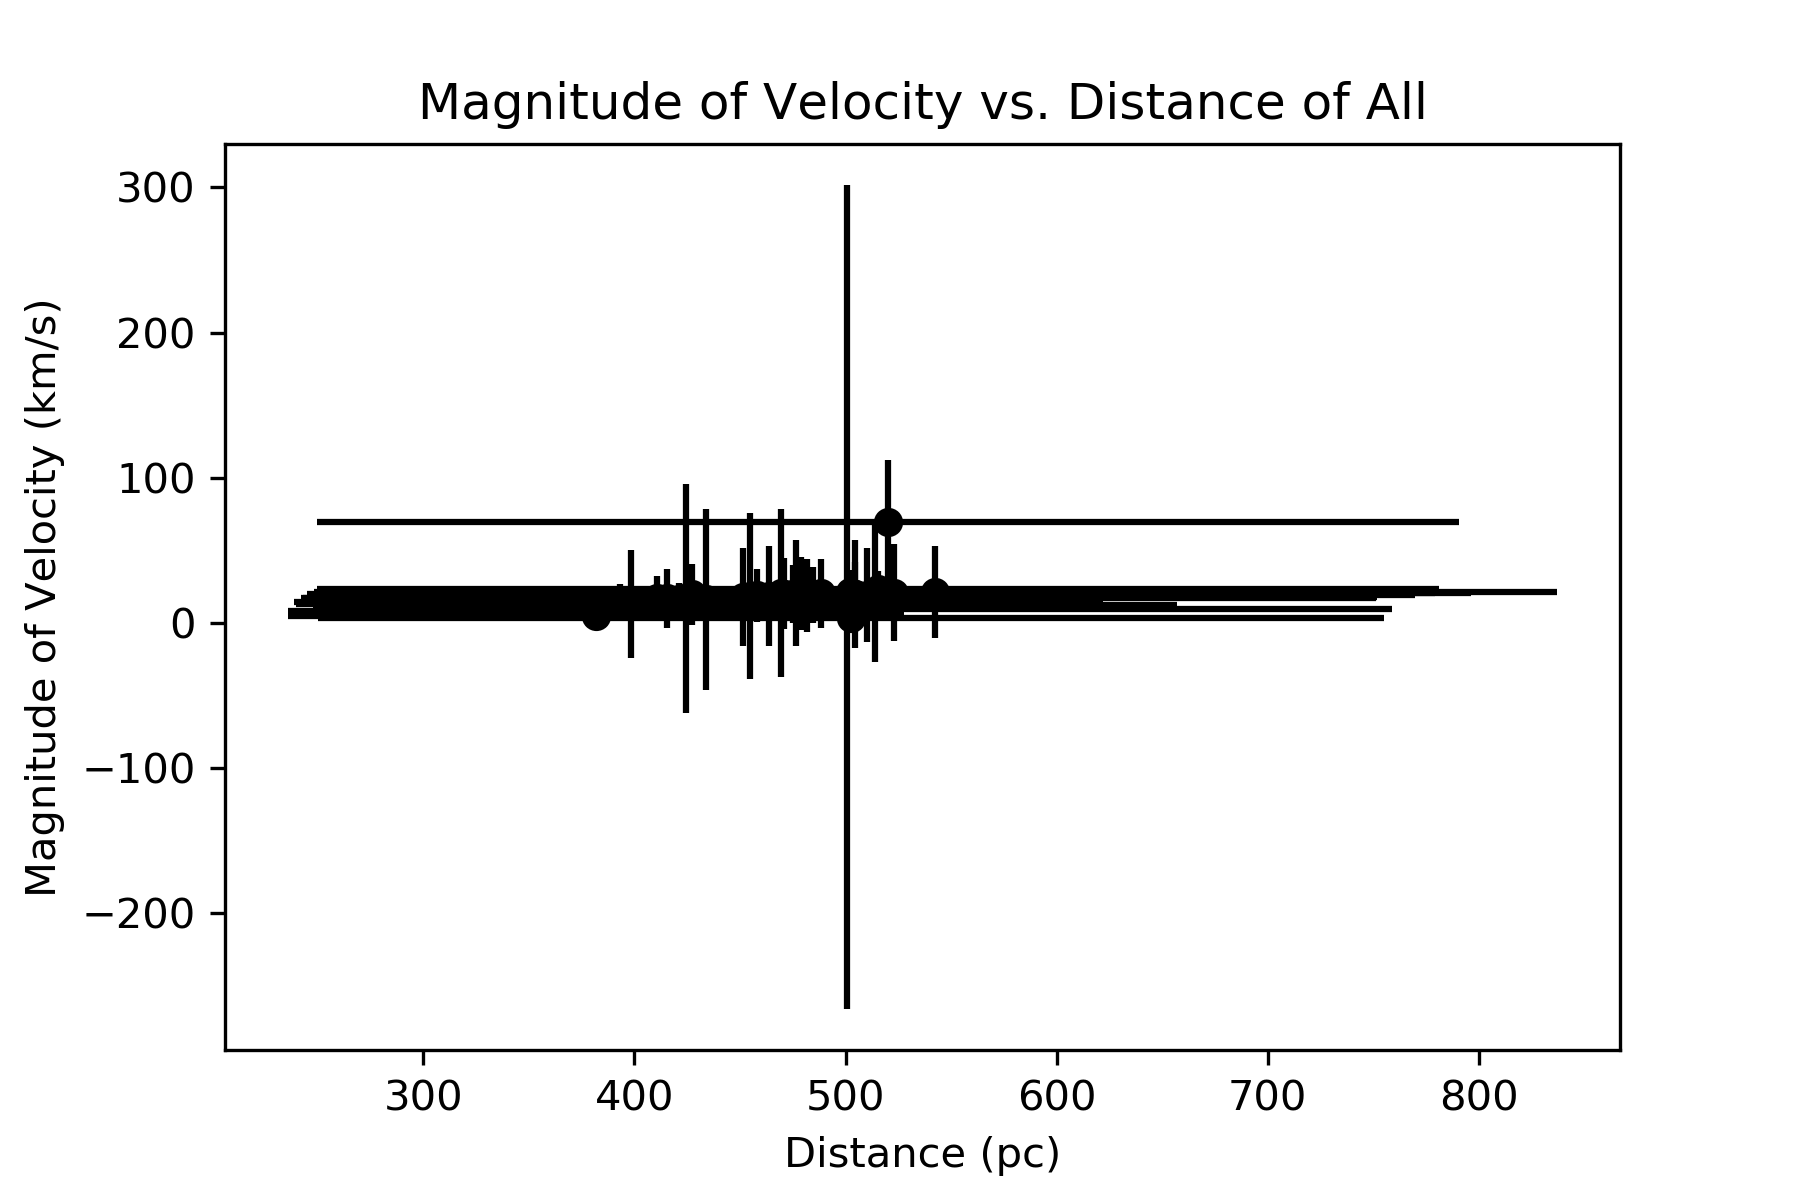 Magnitude of Velocity vs. Distance of All
Magnitude of Velocity (km/s)
300
200
100
0
−100
−200
300 400 500 600 700 800
Distance (pc)